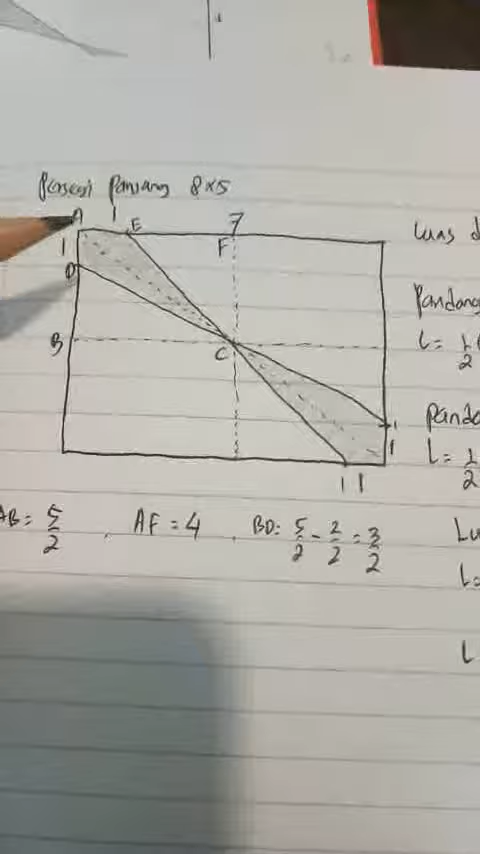 Persegi Panjang 8x5
A 1 E 7
1 F
D
B C
1
1
1 1
Luas d
Pandang
L = 1/2
Panda
L = 1/2
AB = 5/2 , AF = 4 , BD: 5/2 - 2/2 = 3/2
Lu
L =
L